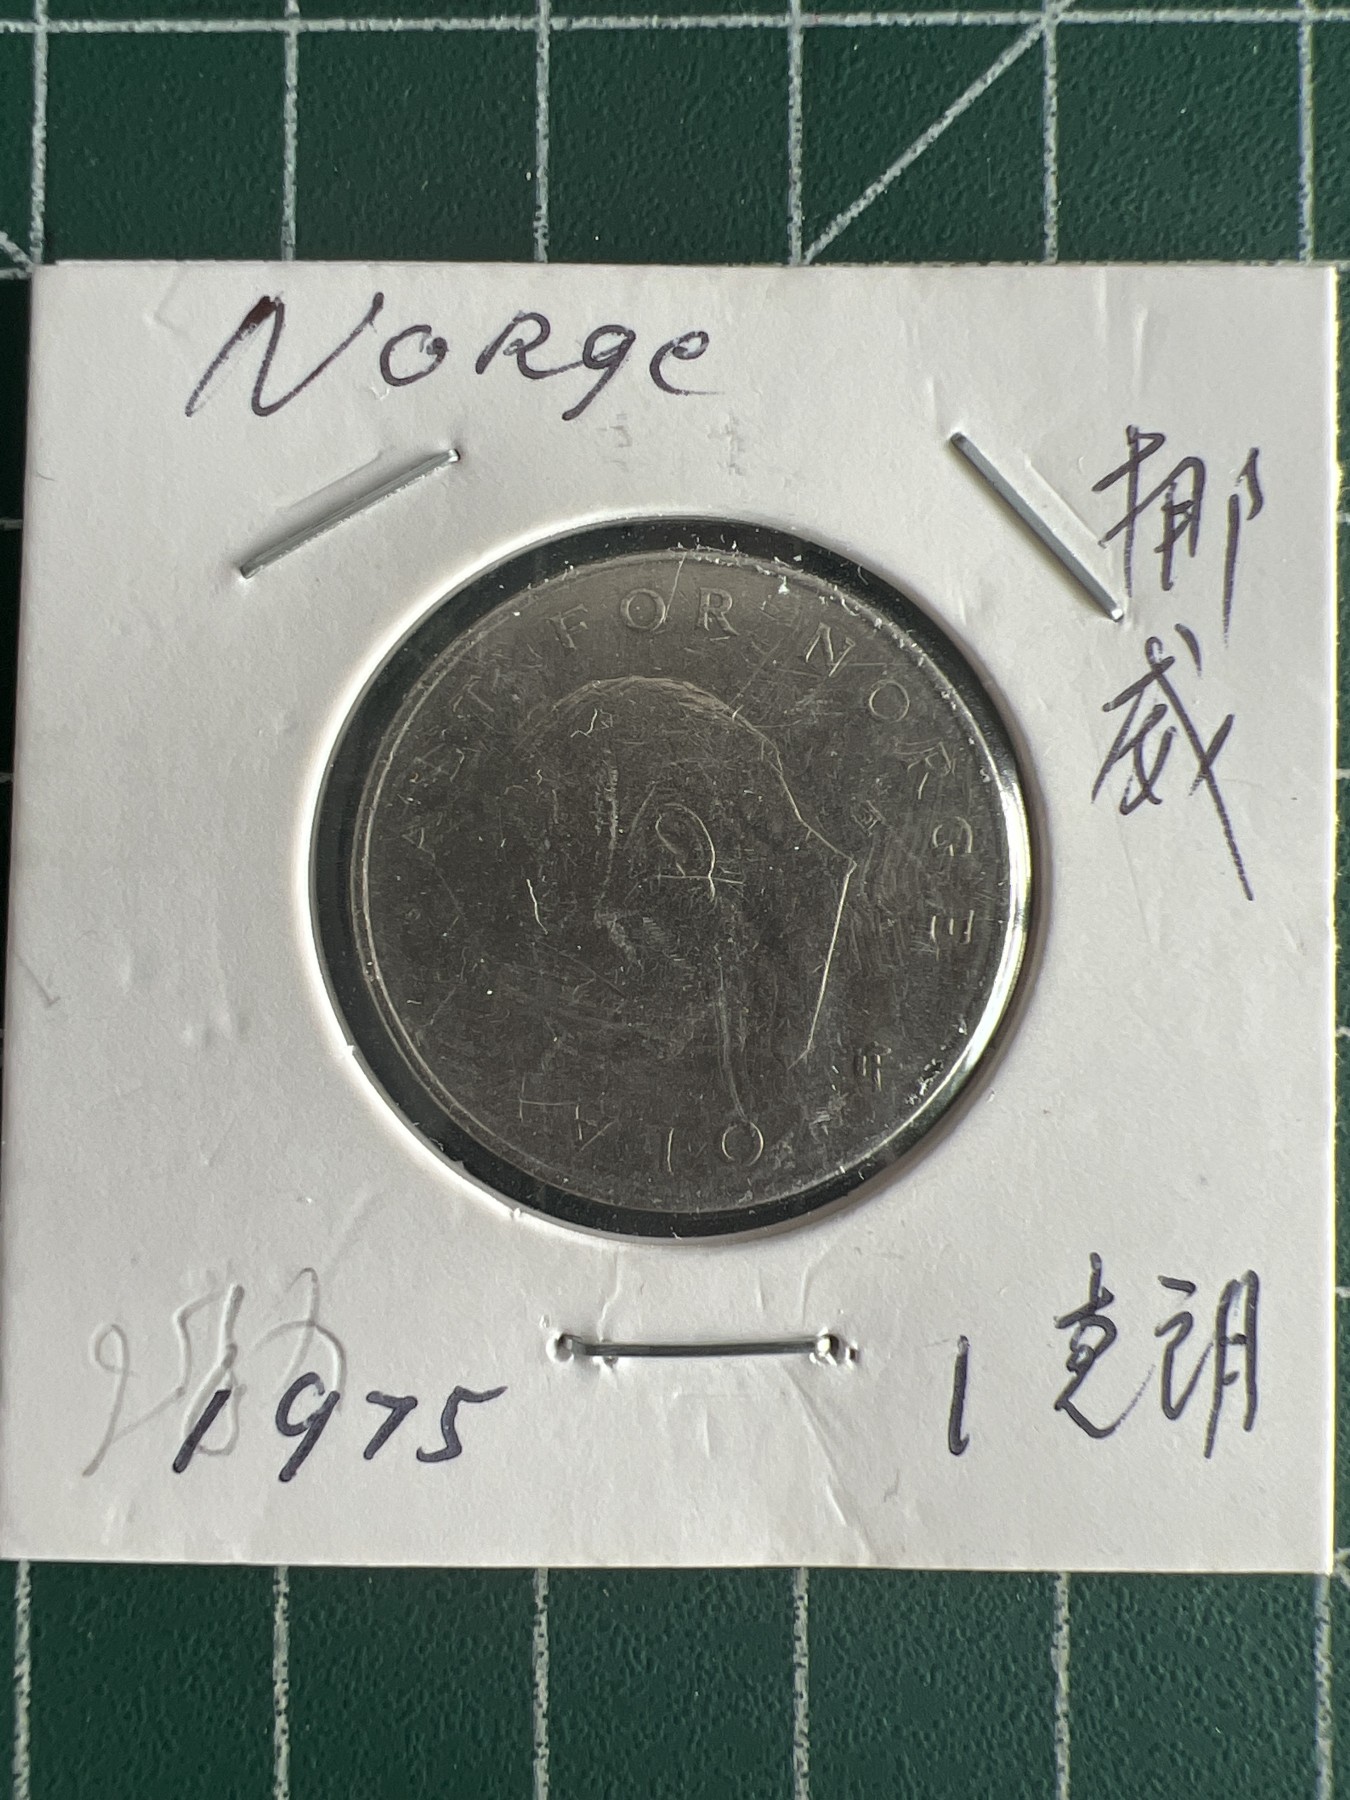 Norge
挪威
ALT FOR NORGE
OLAV
1975
1克朗